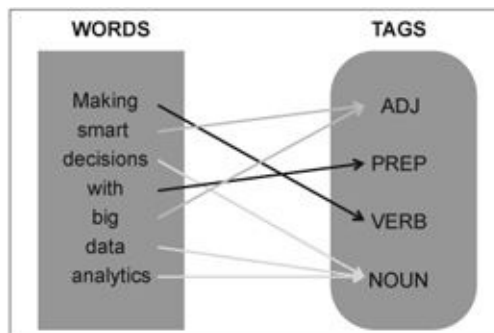 WORDS
TAGS
Making
smart
decisions
with
big
data
analytics
ADJ
PREP
VERB
NOUN